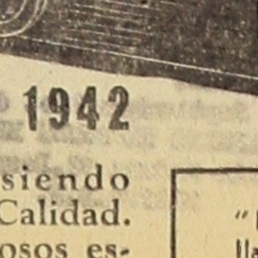 1942
siendo
Calidad.
osos es-